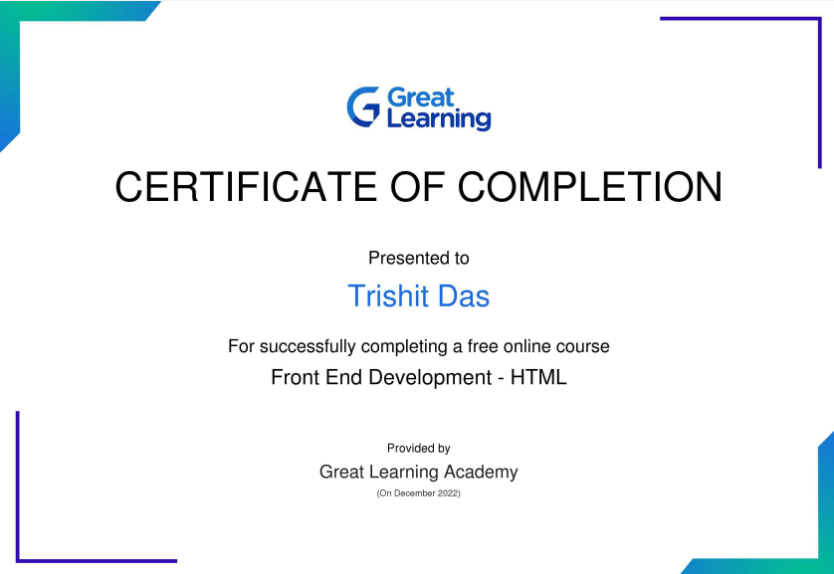 Great
Learning
CERTIFICATE OF COMPLETION
Presented to
Trishit Das
For successfully completing a free online course
Front End Development - HTML
Provided by
Great Learning Academy
(On December 2022)